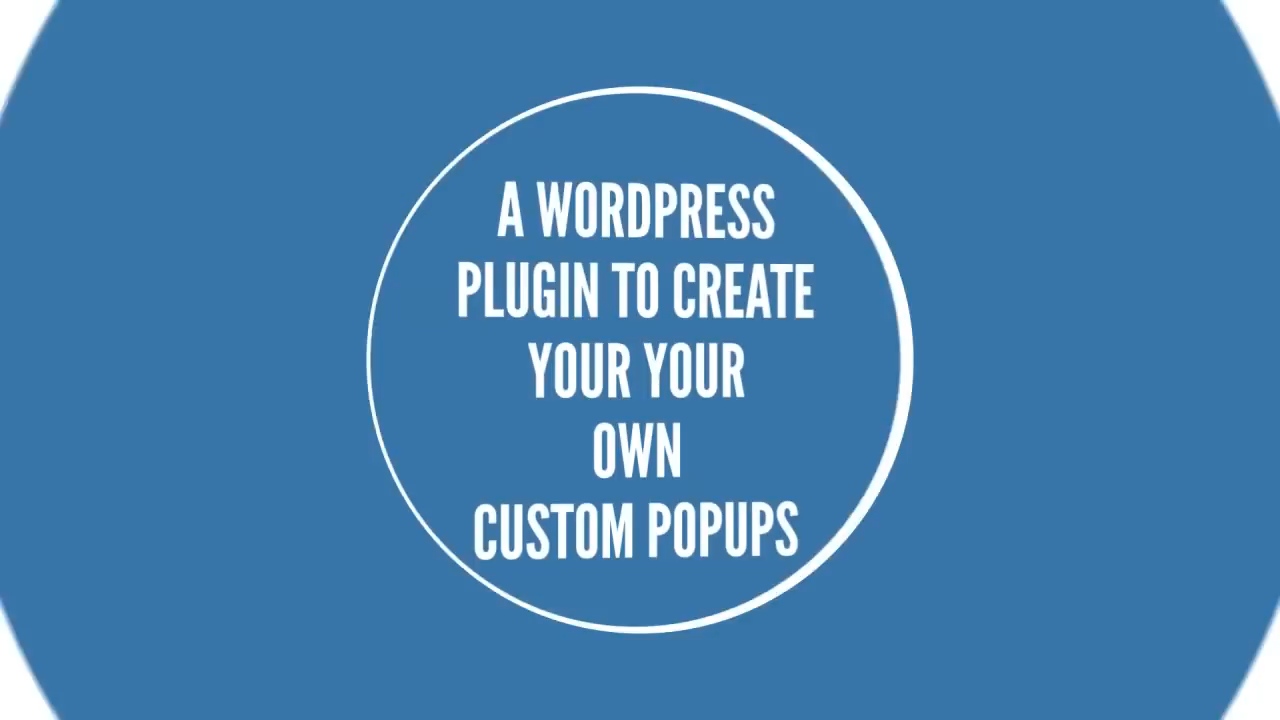 A WORDPRESS
PLUGIN TO CREATE
YOUR YOUR
OWN
CUSTOM POPUPS